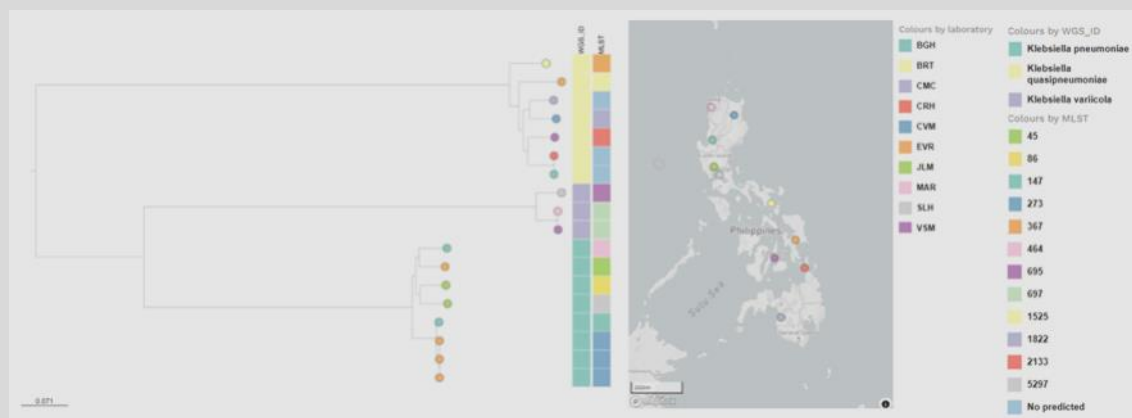 WGS_ID
MLST
0.071
Philippines
Sulu Sea
Colours by laboratory
BGH
BRT
CMC
CRH
CVM
EVR
JLM
MAR
SLH
VSM
Colours by WGS_ID
Klebsiella pneumoniae
Klebsiella
quasipneumoniae
Klebsiella variicola
Colours by MLST
45
86
147
273
367
464
695
697
1525
1822
2133
5297
No predicted